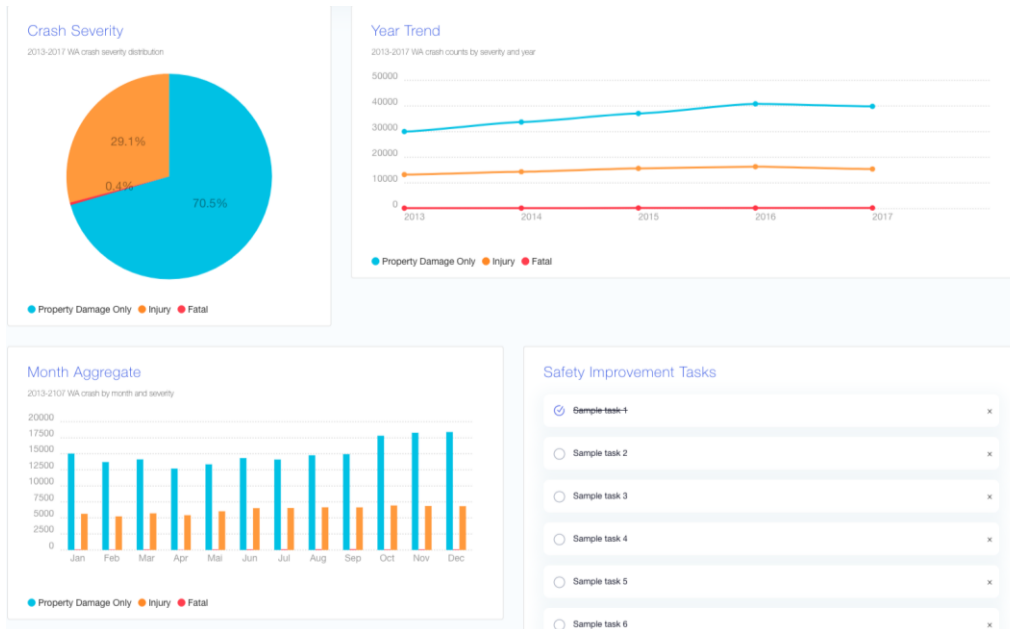 Crash Severity
2013-2017 WA crash severity distribution
29.1%
0.4%
70.5%
Property Damage Only Injury Fatal
Year Trend
2013-2017 WA crash counts by severity and year
50000
40000
30000
20000
10000
0
2013 2014 2015 2016 2017
Property Damage Only Injury Fatal
Month Aggregate
2013-2107 WA crash by month and severity
20000
17500
15000
12500
10000
7500
5000
2500
0
Jan Feb Mar Apr Mai Jun Jul Aug Sep Oct Nov Dec
Property Damage Only Injury Fatal
Safety Improvement Tasks
Sample task 1 ×
Sample task 2 ×
Sample task 3 ×
Sample task 4 ×
Sample task 5 ×
Sample task 6 ×